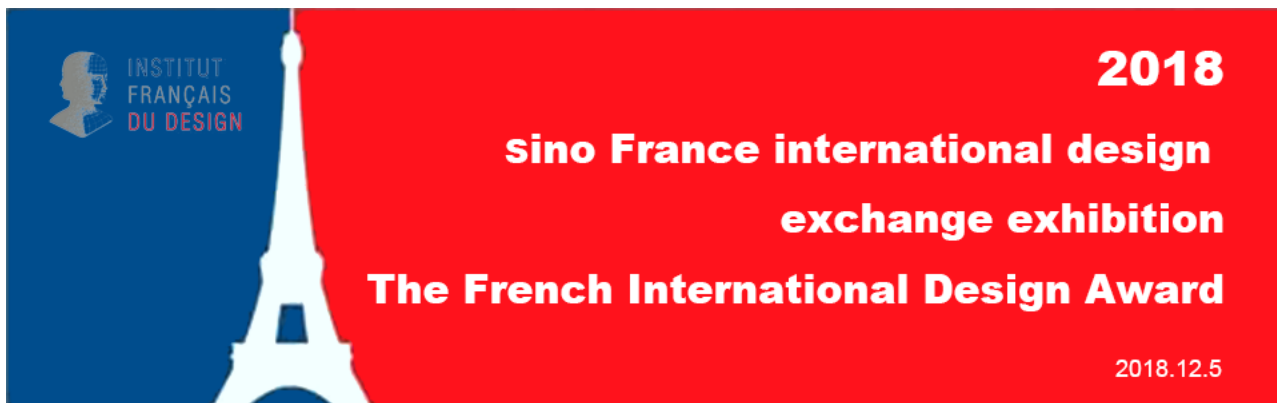 INSTITUT
FRANÇAIS
DU DESIGN
2018
sino France international design
exchange exhibition
The French International Design Award
2018.12.5